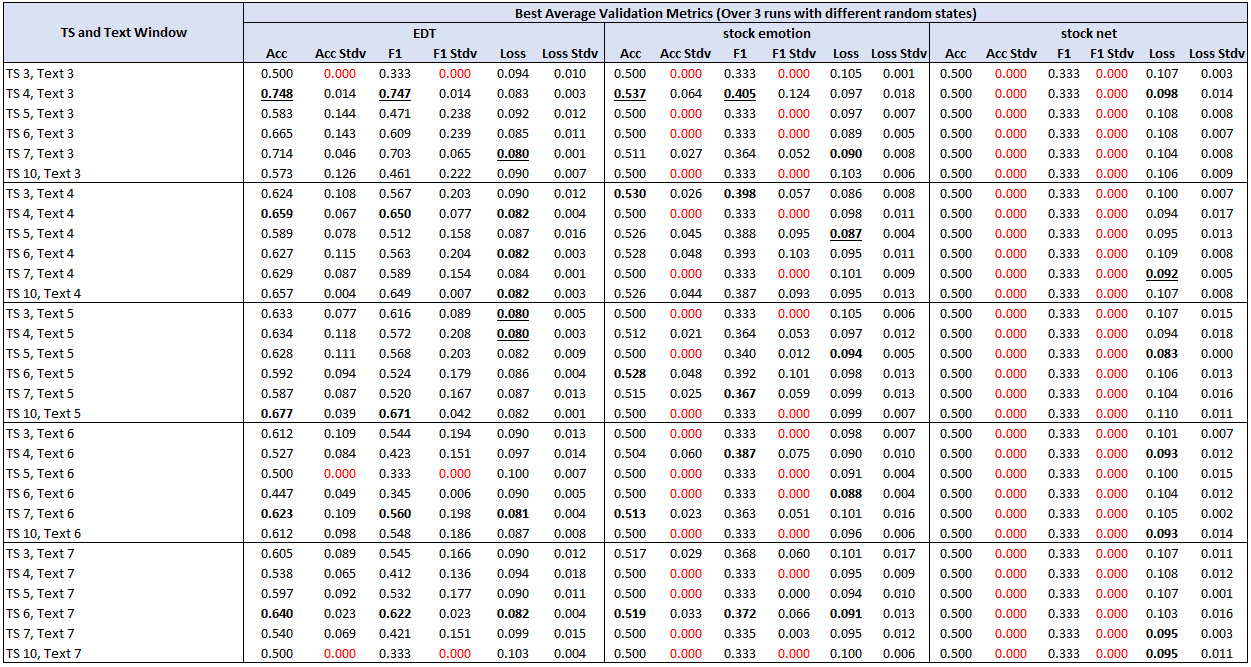 TS and Text Window
Best Average Validation Metrics (Over 3 runs with different random states)
EDT stock emotion stock net
Acc Acc Stdv F1 F1 Stdv Loss Loss Stdv Acc Acc Stdv F1 F1 Stdv Loss Loss Stdv Acc Acc Stdv F1 F1 Stdv Loss Loss Stdv
TS 3, Text 3 0.500 0.000 0.333 0.000 0.094 0.010 0.500 0.000 0.333 0.000 0.105 0.001 0.500 0.000 0.333 0.000 0.107 0.003
TS 4, Text 3 0.748 0.014 0.747 0.014 0.083 0.003 0.537 0.064 0.405 0.124 0.097 0.018 0.500 0.000 0.333 0.000 0.098 0.014
TS 5, Text 3 0.583 0.144 0.471 0.238 0.092 0.012 0.500 0.000 0.333 0.000 0.097 0.007 0.500 0.000 0.333 0.000 0.108 0.008
TS 6, Text 3 0.665 0.143 0.609 0.239 0.085 0.011 0.500 0.000 0.333 0.000 0.089 0.005 0.500 0.000 0.333 0.000 0.108 0.007
TS 7, Text 3 0.714 0.046 0.703 0.065 0.080 0.001 0.511 0.027 0.364 0.052 0.090 0.008 0.500 0.000 0.333 0.000 0.104 0.008
TS 10, Text 3 0.573 0.126 0.461 0.222 0.090 0.007 0.500 0.000 0.333 0.000 0.103 0.006 0.500 0.000 0.333 0.000 0.106 0.009
TS 3, Text 4 0.624 0.108 0.567 0.203 0.090 0.012 0.530 0.026 0.398 0.057 0.086 0.008 0.500 0.000 0.333 0.000 0.100 0.007
TS 4, Text 4 0.659 0.067 0.650 0.077 0.082 0.004 0.500 0.000 0.333 0.000 0.098 0.011 0.500 0.000 0.333 0.000 0.094 0.017
TS 5, Text 4 0.589 0.078 0.512 0.158 0.087 0.016 0.526 0.045 0.388 0.095 0.087 0.004 0.500 0.000 0.333 0.000 0.095 0.013
TS 6, Text 4 0.627 0.115 0.563 0.204 0.082 0.003 0.528 0.048 0.393 0.103 0.095 0.011 0.500 0.000 0.333 0.000 0.109 0.008
TS 7, Text 4 0.629 0.087 0.589 0.154 0.084 0.001 0.500 0.000 0.333 0.000 0.101 0.009 0.500 0.000 0.333 0.000 0.092 0.005
TS 10, Text 4 0.657 0.004 0.649 0.007 0.082 0.003 0.526 0.044 0.387 0.093 0.095 0.013 0.500 0.000 0.333 0.000 0.107 0.008
TS 3, Text 5 0.633 0.077 0.616 0.089 0.080 0.005 0.500 0.000 0.333 0.000 0.105 0.006 0.500 0.000 0.333 0.000 0.107 0.015
TS 4, Text 5 0.634 0.118 0.572 0.208 0.080 0.003 0.512 0.021 0.364 0.053 0.097 0.012 0.500 0.000 0.333 0.000 0.094 0.018
TS 5, Text 5 0.628 0.111 0.568 0.203 0.082 0.009 0.500 0.000 0.340 0.012 0.094 0.005 0.500 0.000 0.333 0.000 0.083 0.000
TS 6, Text 5 0.592 0.094 0.524 0.179 0.086 0.004 0.528 0.048 0.392 0.101 0.098 0.013 0.500 0.000 0.333 0.000 0.106 0.013
TS 7, Text 5 0.587 0.087 0.520 0.167 0.087 0.013 0.515 0.025 0.367 0.059 0.099 0.013 0.500 0.000 0.333 0.000 0.104 0.016
TS 10, Text 5 0.677 0.039 0.671 0.042 0.082 0.001 0.500 0.000 0.333 0.000 0.099 0.007 0.500 0.000 0.333 0.000 0.110 0.011
TS 3, Text 6 0.612 0.109 0.544 0.194 0.090 0.013 0.500 0.000 0.333 0.000 0.098 0.007 0.500 0.000 0.333 0.000 0.101 0.007
TS 4, Text 6 0.527 0.084 0.423 0.151 0.097 0.014 0.504 0.060 0.387 0.075 0.090 0.010 0.500 0.000 0.333 0.000 0.093 0.012
TS 5, Text 6 0.500 0.000 0.333 0.000 0.100 0.007 0.500 0.000 0.333 0.000 0.091 0.004 0.500 0.000 0.333 0.000 0.100 0.015
TS 6, Text 6 0.447 0.049 0.345 0.006 0.090 0.005 0.500 0.000 0.333 0.000 0.088 0.004 0.500 0.000 0.333 0.000 0.104 0.012
TS 7, Text 6 0.623 0.109 0.560 0.198 0.081 0.004 0.513 0.023 0.363 0.051 0.101 0.016 0.500 0.000 0.333 0.000 0.105 0.002
TS 10, Text 6 0.612 0.098 0.548 0.186 0.087 0.008 0.500 0.000 0.333 0.000 0.096 0.006 0.500 0.000 0.333 0.000 0.093 0.014
TS 3, Text 7 0.605 0.089 0.545 0.166 0.090 0.012 0.517 0.029 0.368 0.060 0.101 0.017 0.500 0.000 0.333 0.000 0.107 0.011
TS 4, Text 7 0.538 0.065 0.412 0.136 0.094 0.018 0.500 0.000 0.333 0.000 0.095 0.009 0.500 0.000 0.333 0.000 0.108 0.012
TS 5, Text 7 0.597 0.092 0.532 0.177 0.090 0.011 0.500 0.000 0.333 0.000 0.094 0.010 0.500 0.000 0.333 0.000 0.107 0.001
TS 6, Text 7 0.640 0.023 0.622 0.023 0.082 0.004 0.519 0.033 0.372 0.066 0.091 0.013 0.500 0.000 0.333 0.000 0.103 0.016
TS 7, Text 7 0.540 0.069 0.421 0.151 0.099 0.015 0.500 0.000 0.335 0.003 0.095 0.012 0.500 0.000 0.333 0.000 0.095 0.003
TS 10, Text 7 0.500 0.000 0.333 0.000 0.103 0.004 0.500 0.000 0.333 0.000 0.100 0.006 0.500 0.000 0.333 0.000 0.095 0.011